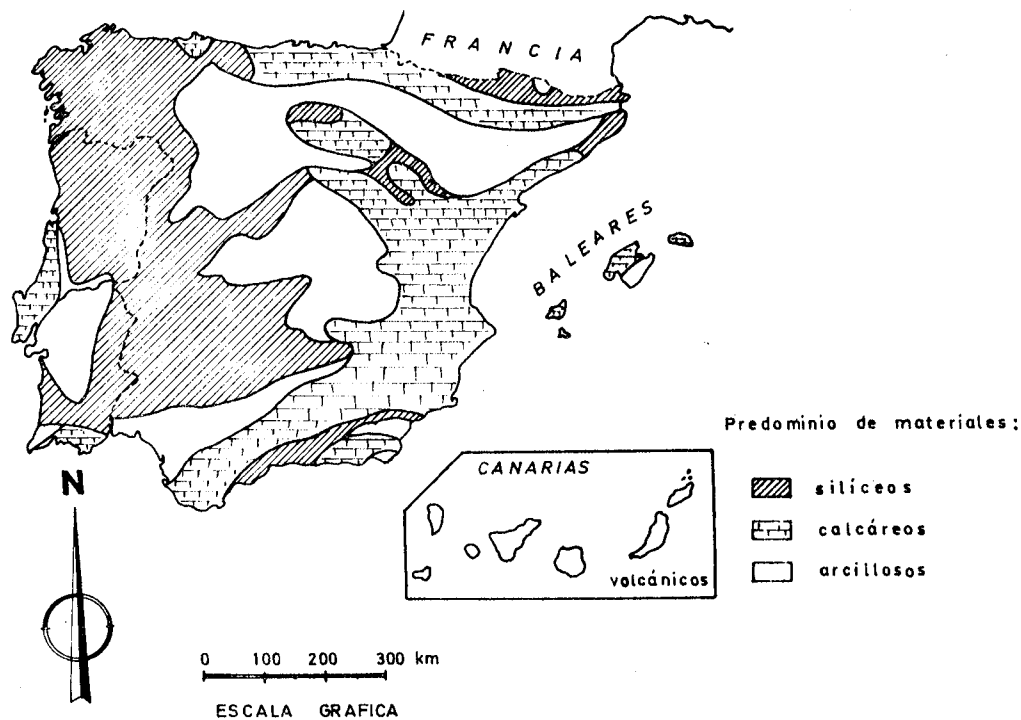 FRANCIA
BALEARES
Predominio de materiales:
silíceos
calcáreos
arcillosos
CANARIAS
volcánicos
N
0 100 200 300 km
ESCALA GRAFICA